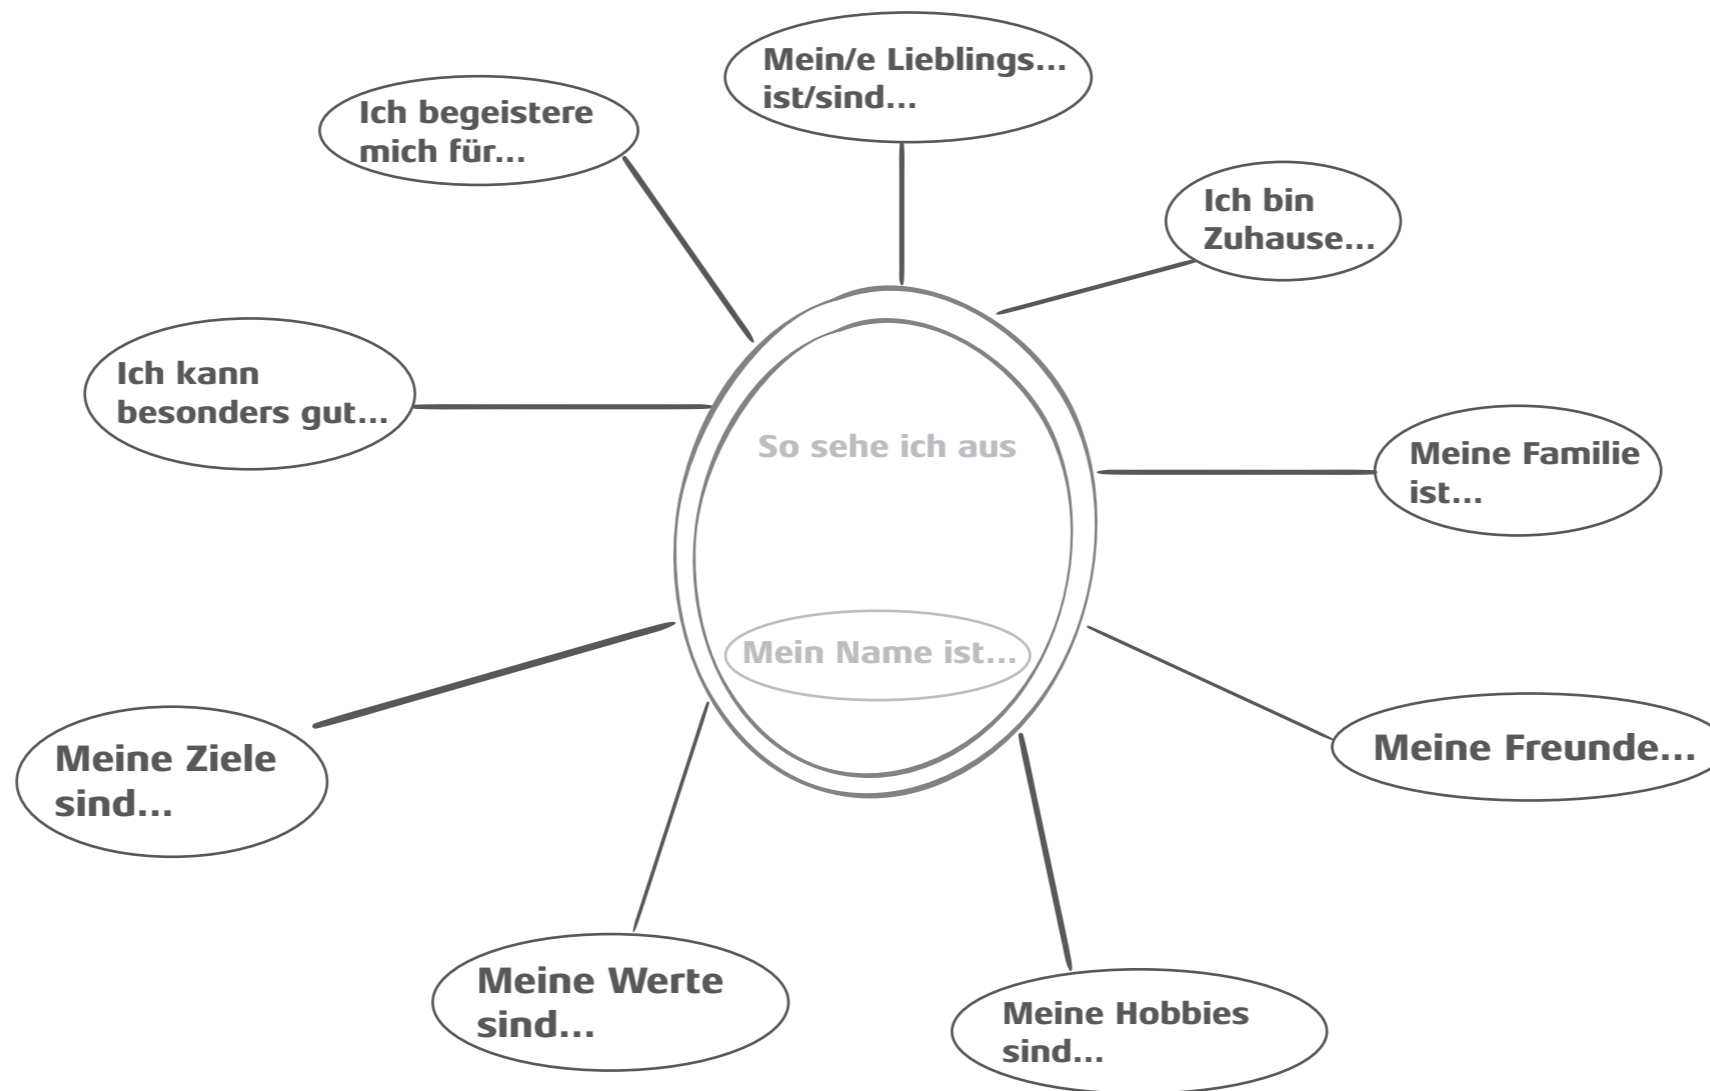 Mein/e Lieblings...
ist/sind...
Ich begeistere
mich für...
Ich bin
Zuhause...
Ich kann
besonders gut...
So sehe ich aus
Meine Familie
ist...
Mein Name ist...
Meine Freunde...
Meine Ziele
sind...
Meine Werte
sind...
Meine Hobbies
sind...